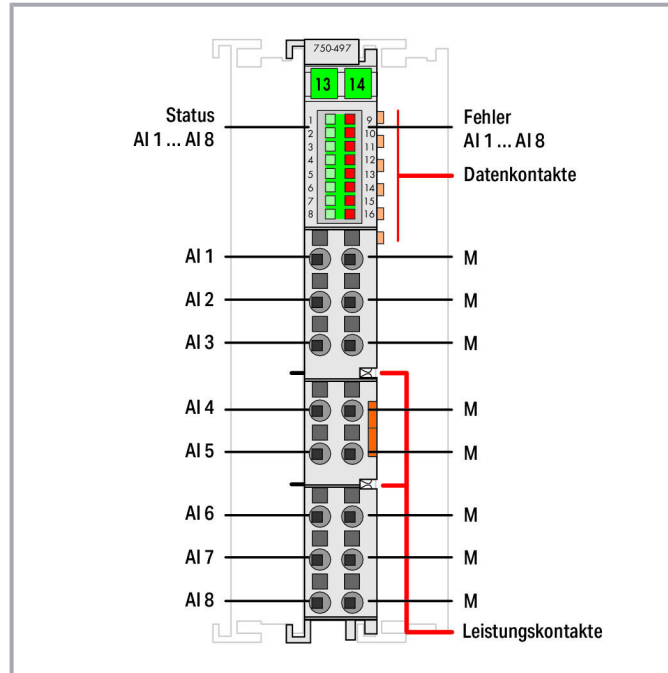 750-497
13 14
Status
AI 1 ... AI 8
Fehler
AI 1 ... AI 8
Datenkontakte
1 9
2 10
3 11
4 12
5 13
6 14
7 15
8 16
AI 1 M
AI 2 M
AI 3 M
AI 4 M
AI 5 M
AI 6 M
AI 7 M
AI 8 M
Leistungskontakte